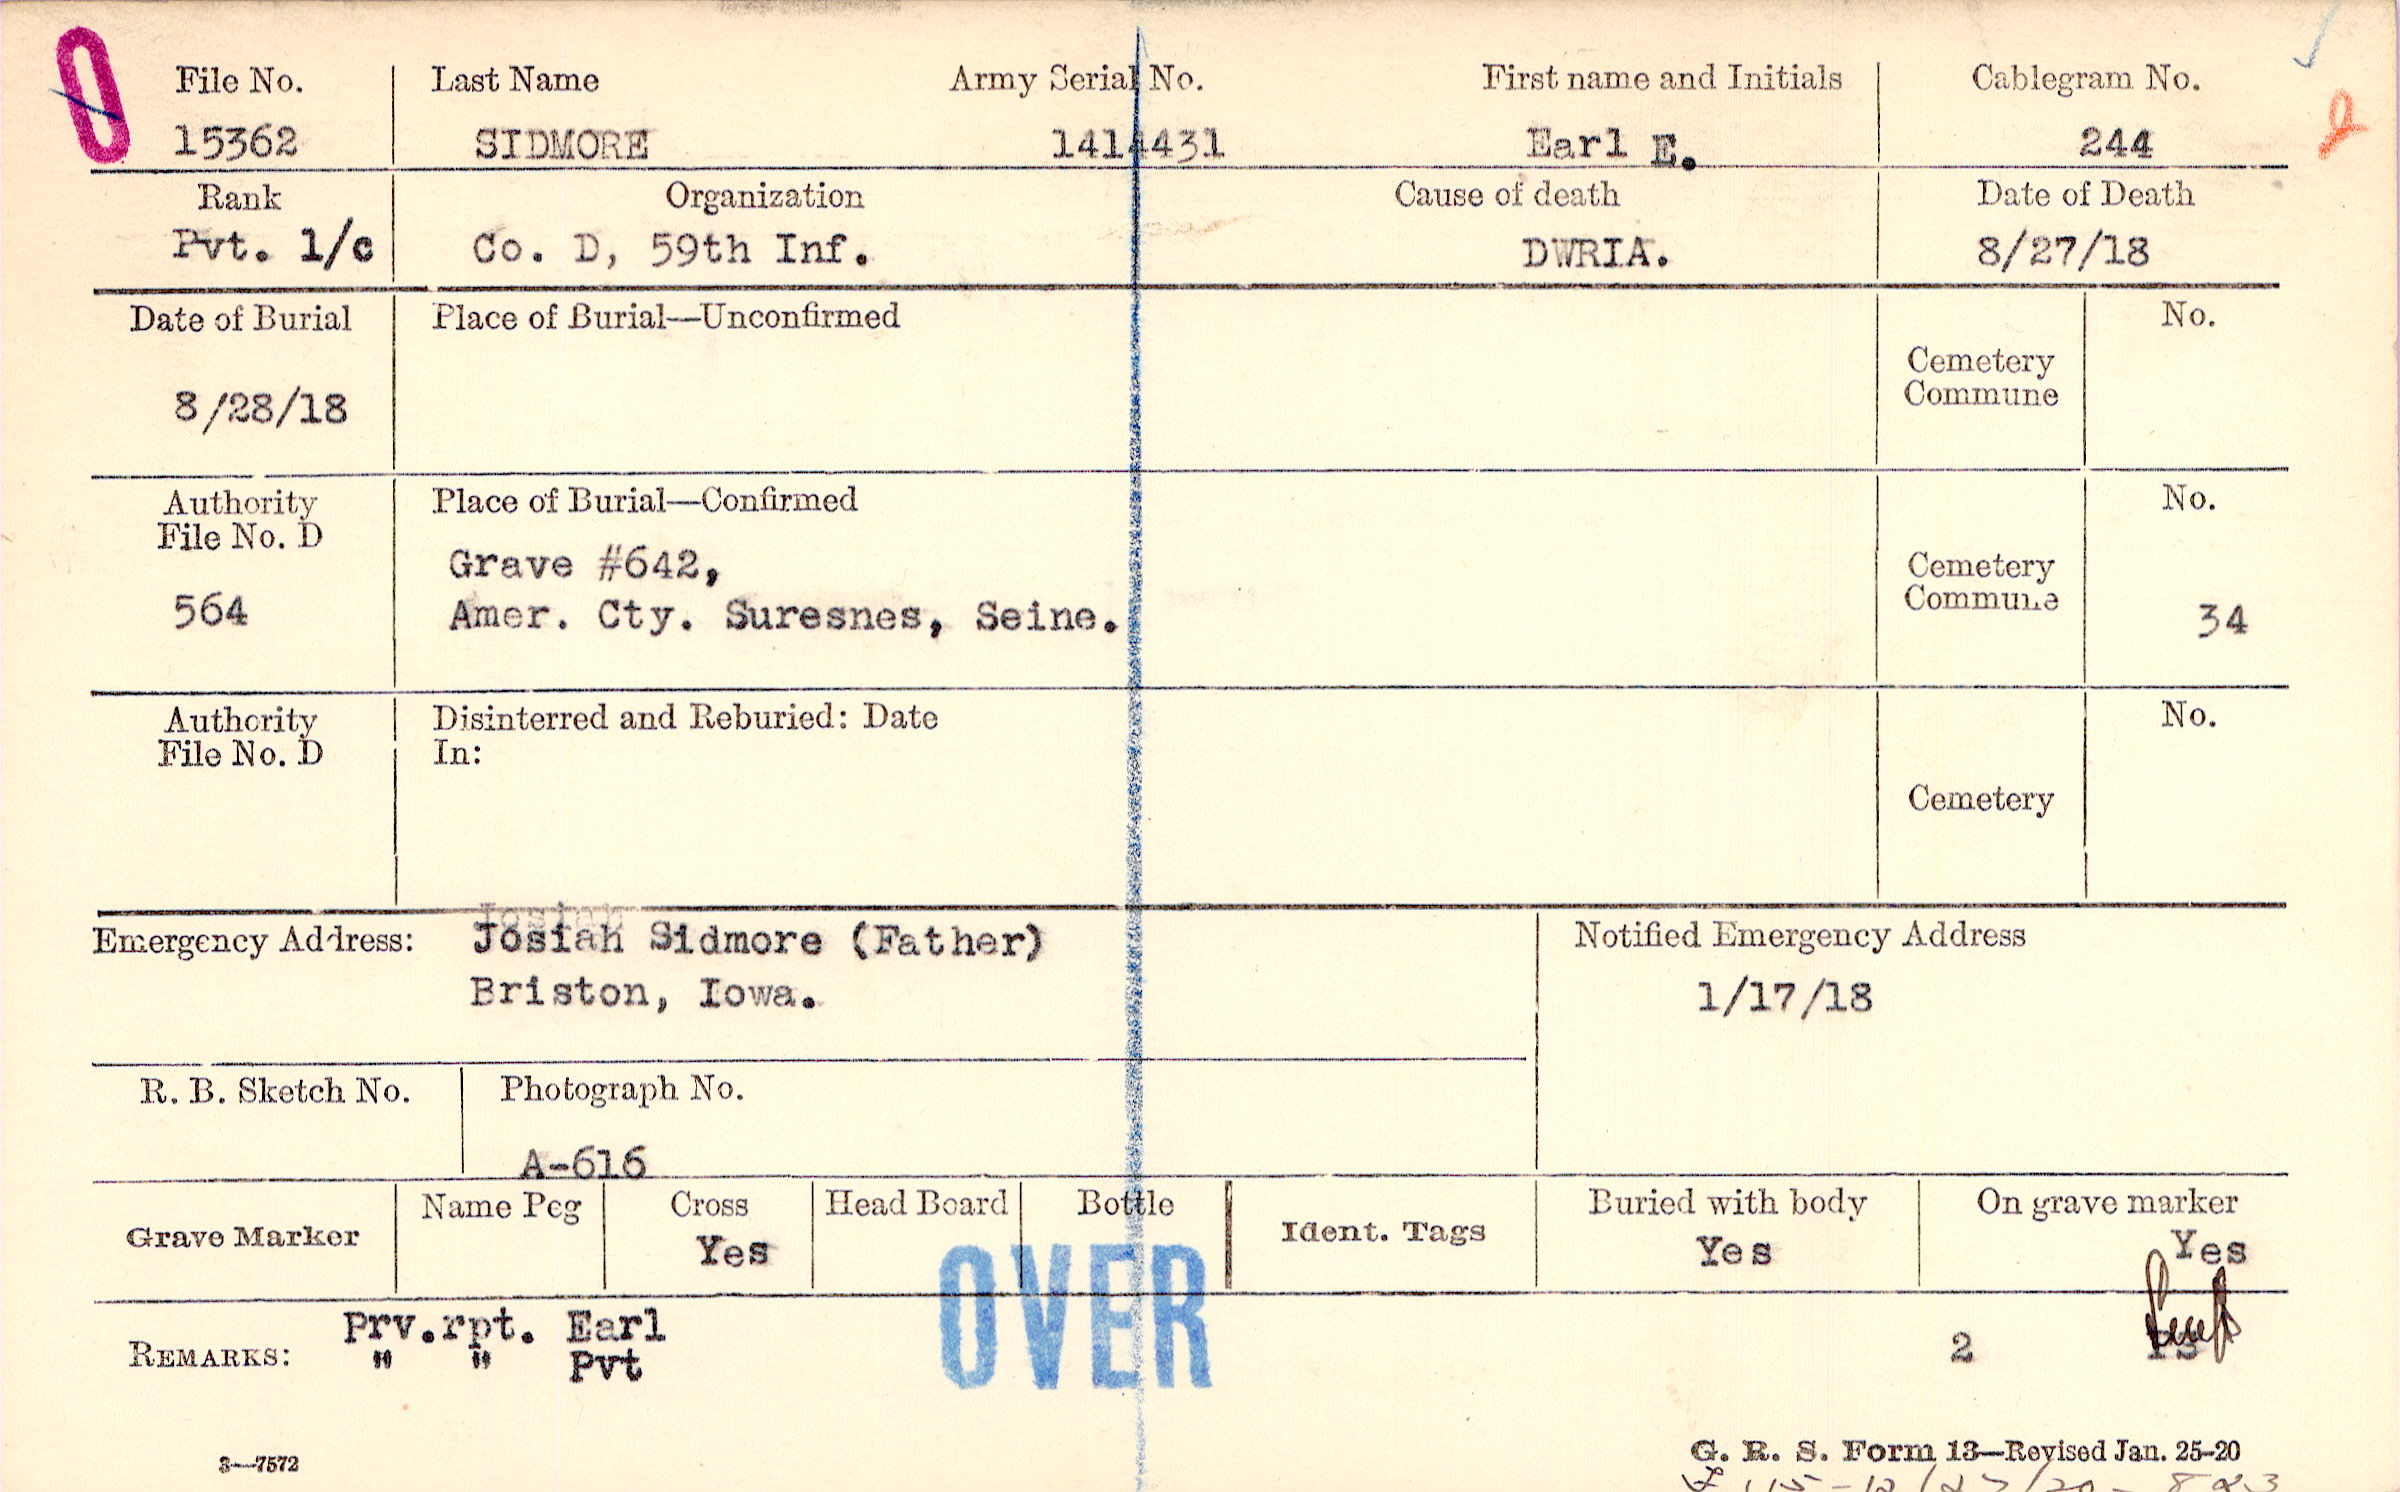 0
File No. Last Name Army Serial No. First name and Initials Cablegram No.
15362 SIDMORE 1414431 Earl E. 244
Rank Organization Cause of death Date of Death
Pvt. 1/c Co. D, 59th Inf. DWRIA. 8/27/18
Date of Burial Place of Burial—Unconfirmed No.
Cemetery
Commune
8/28/18
Authority Place of Burial—Confirmed No.
File No. D
Grave #642, Cemetery
564 Amer. Cty. Suresnes, Seine. Commune 34
Authority Disinterred and Reburied: Date No.
File No. D In:
Cemetery
Josiah
Emergency Address: Josiah Sidmore (Father) Notified Emergency Address
Briston, Iowa. 1/17/18
R. B. Sketch No. Photograph No.
A-616
Grave Marker Name Peg Cross Head Board Bottle Ident. Tags Buried with body On grave marker
Yes Yes Yes
OVER
Prv.rpt. Earl
REMARKS: " " Pvt 2
3—7572 G. R. S. Form 13—Revised Jan. 25-20